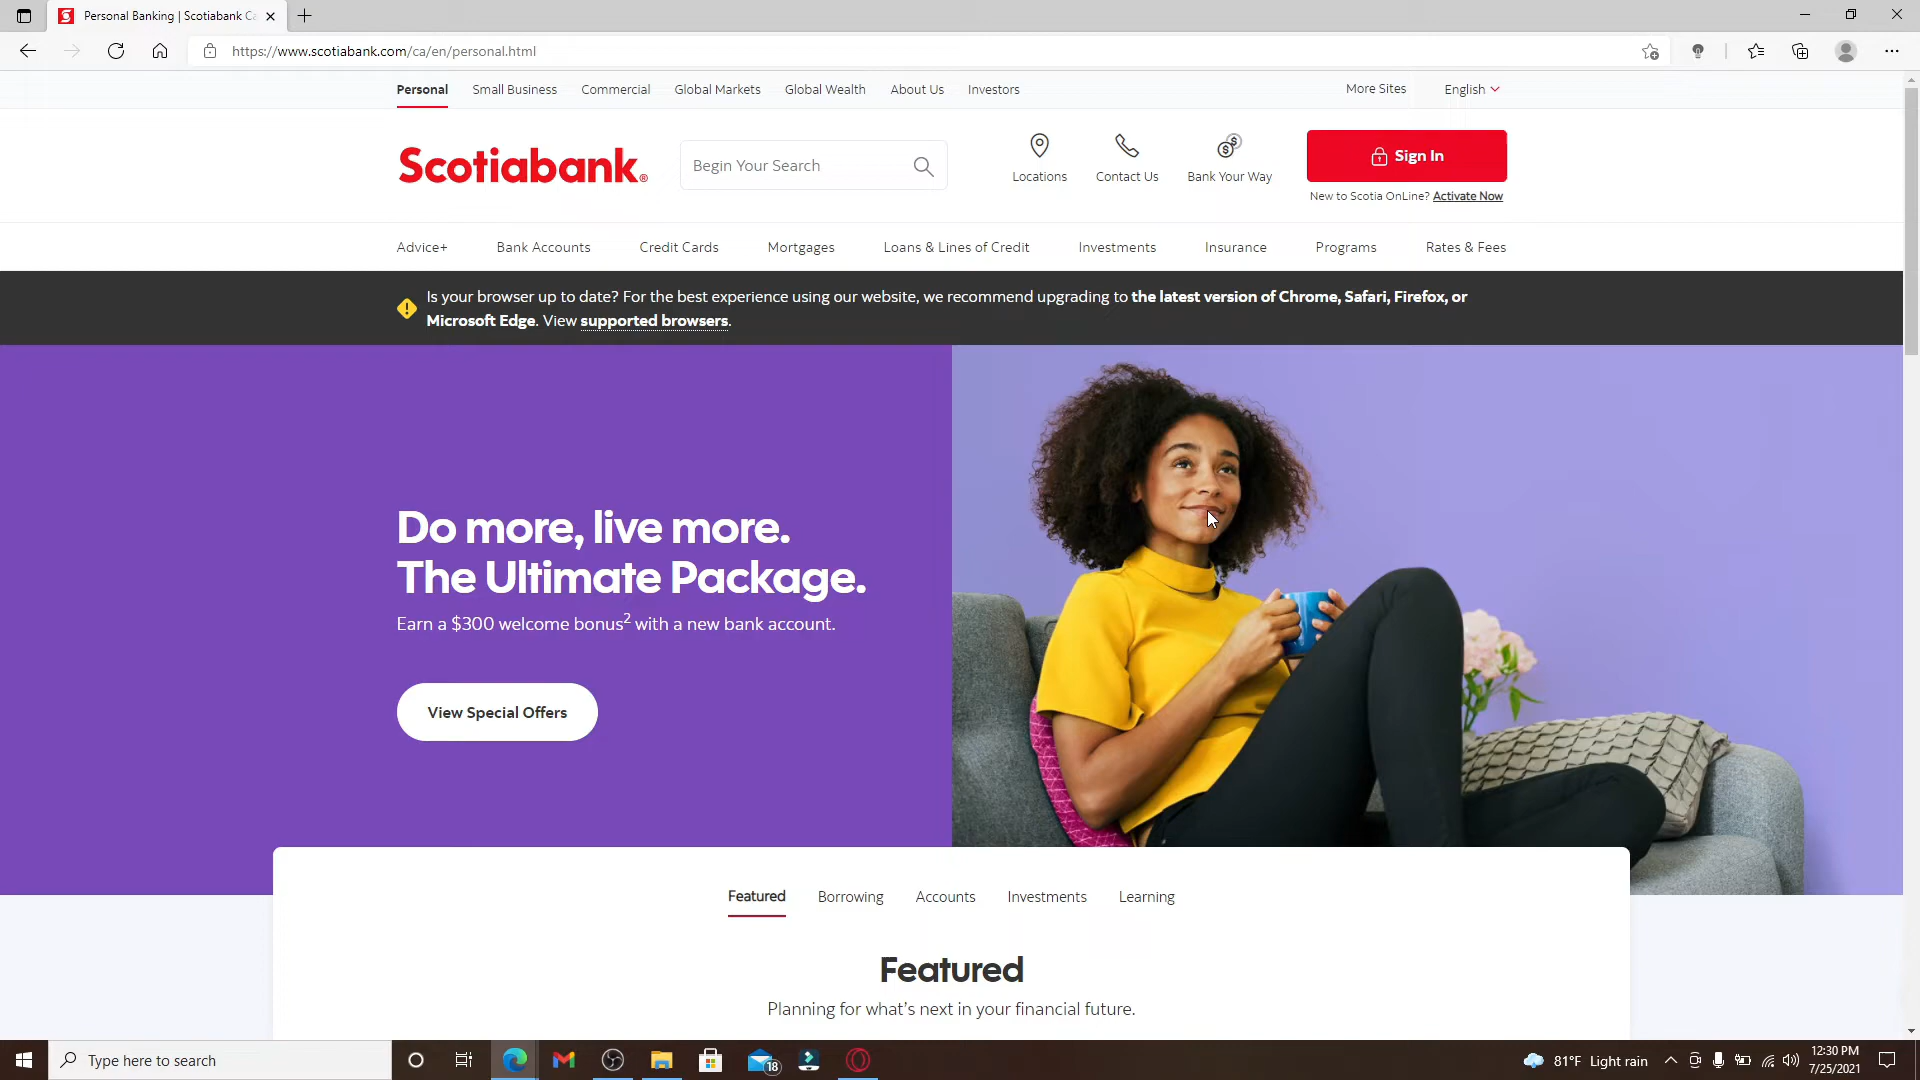 Personal Banking | Scotiabank Ca
https://www.scotiabank.com/ca/en/personal.html
Personal Small Business Commercial Global Markets Global Wealth About Us Investors More Sites English
Scotiabank®
Begin Your Search
Locations Contact Us Bank Your Way
Sign In
New to Scotia OnLine? Activate Now
Advice+ Bank Accounts Credit Cards Mortgages Loans & Lines of Credit Investments Insurance Programs Rates & Fees
Is your browser up to date? For the best experience using our website, we recommend upgrading to the latest version of Chrome, Safari, Firefox, or
Microsoft Edge. View supported browsers.
Do more, live more.
The Ultimate Package.
Earn a $300 welcome bonus2 with a new bank account.
View Special Offers
Featured Borrowing Accounts Investments Learning
Featured
Planning for what's next in your financial future.
Type here to search
18
81°F Light rain
12:30 PM
7/25/2021